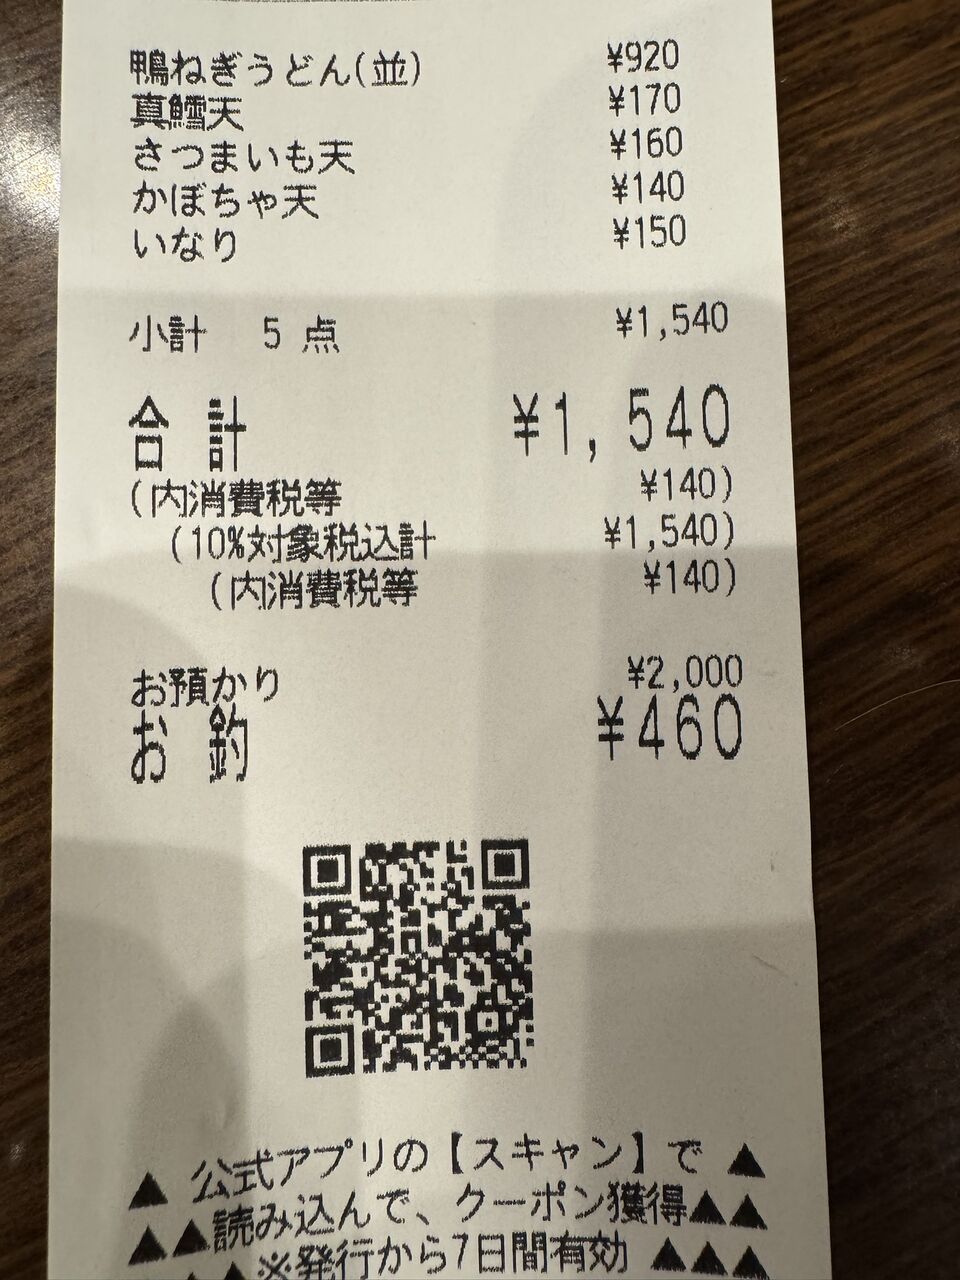 鴨ねぎうどん(並) ¥920
真鱈天 ¥170
さつまいも天 ¥160
かぼちゃ天 ¥140
いなり ¥150
小計 5点 ¥1,540
合計 ¥1,540
(内消費税等 ¥140)
(10%対象税込計 ¥1,540)
(内消費税等 ¥140)
お預かり ¥2,000
お釣 ¥460
▲ 公式アプリの【スキャン】で ▲
▲▲読み込んで、クーポン獲得▲▲
▲▲※発行から7日間有効 ▲▲▲